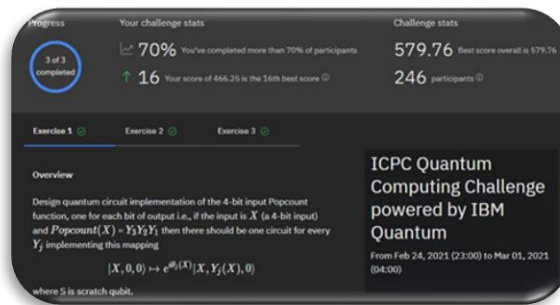 Progress
Your challenge stats
Challenge stats
3 of 3
completed
70% You've completed more than 70% of participants
579.76 Best score overall is 579.76
16 Your score of 466.25 is the 16th best score
246 participants
Exercise 1
Exercise 2
Exercise 3
Overview
Design quantum circuit implementation of the 4-bit input Popcount
function, one for each bit of output i.e., if the input is X (a 4-bit input)
and Popcount(X) = Y₃Y₂Y₁ then there should be one circuit for every
Yⱼ implementing this mapping
|X, 0, 0⟩ ↦ e^{iθⱼ(X)}|X, Yⱼ(X), 0⟩
where S is scratch qubit.
ICPC Quantum
Computing Challenge
powered by IBM
Quantum
From Feb 24, 2021 (23:00) to Mar 01, 2021
(04:00)